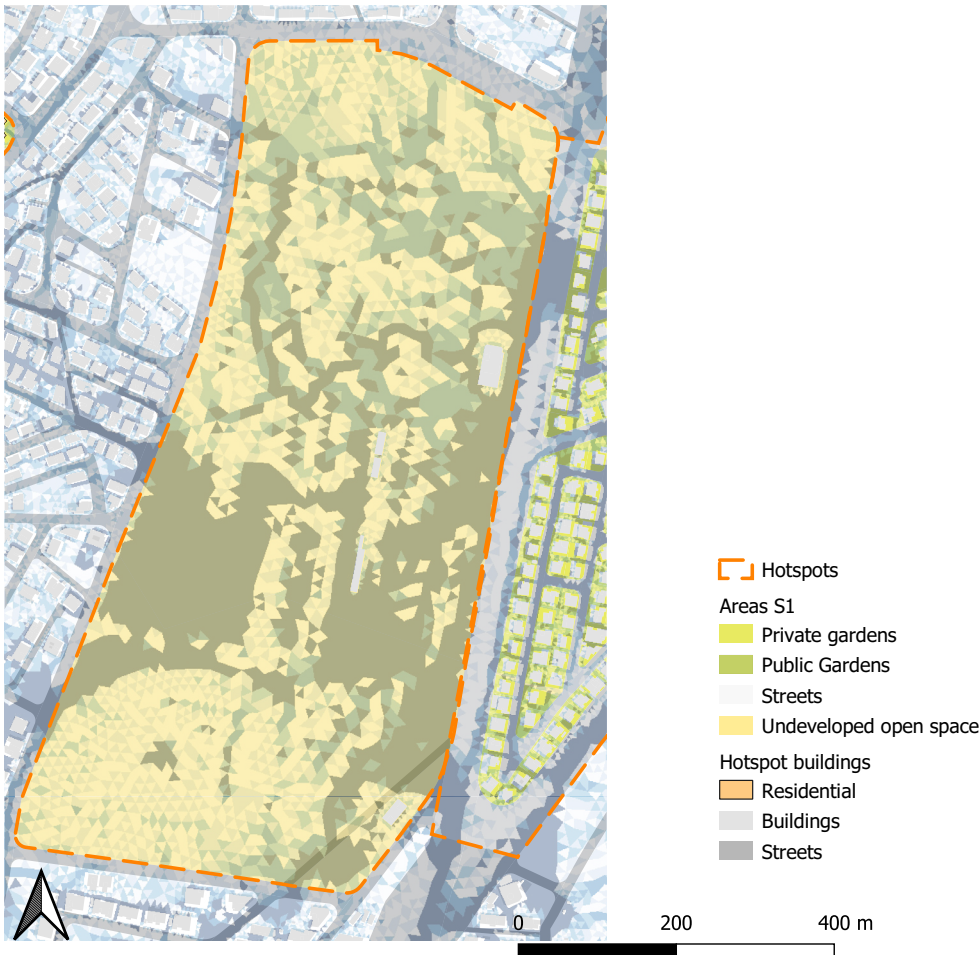 Hotspots
Areas S1
Private gardens
Public Gardens
Streets
Undeveloped open space
Hotspot buildings
Residential
Buildings
Streets
0 200 400 m